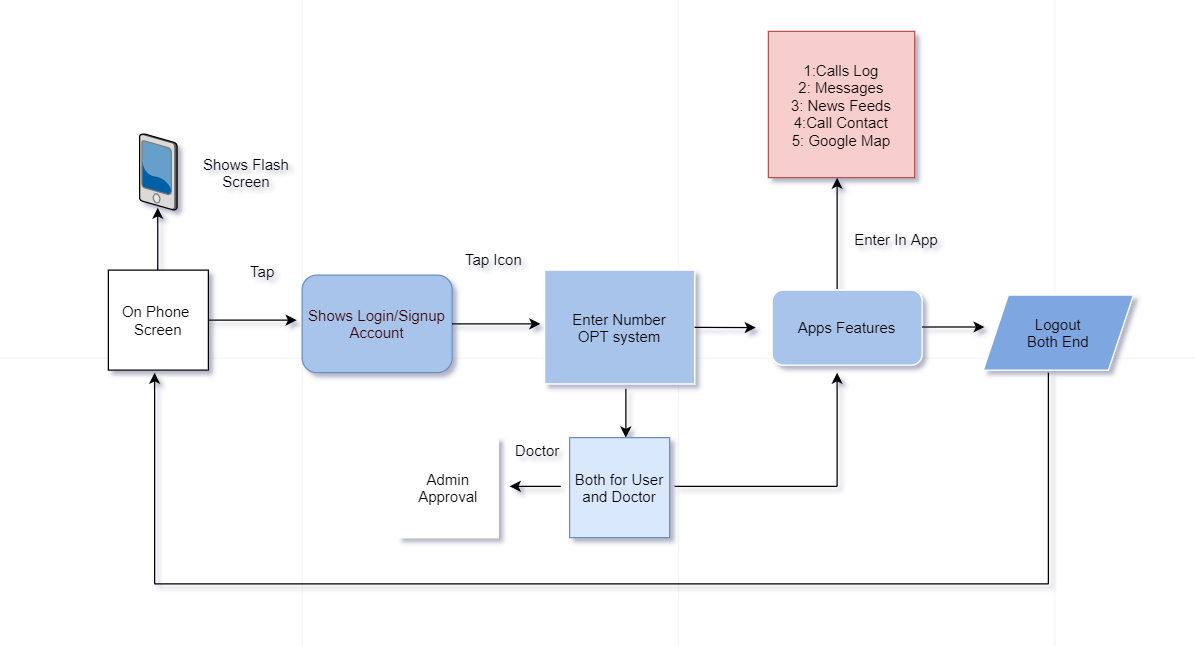 1:Calls Log
2: Messages
3: News Feeds
4:Call Contact
5: Google Map
Shows Flash
Screen
Enter In App
Tap Icon
Tap
On Phone
Screen
Shows Login/Signup
Account
Enter Number
OPT system
Apps Features
Logout
Both End
Doctor
Admin
Approval
Both for User
and Doctor